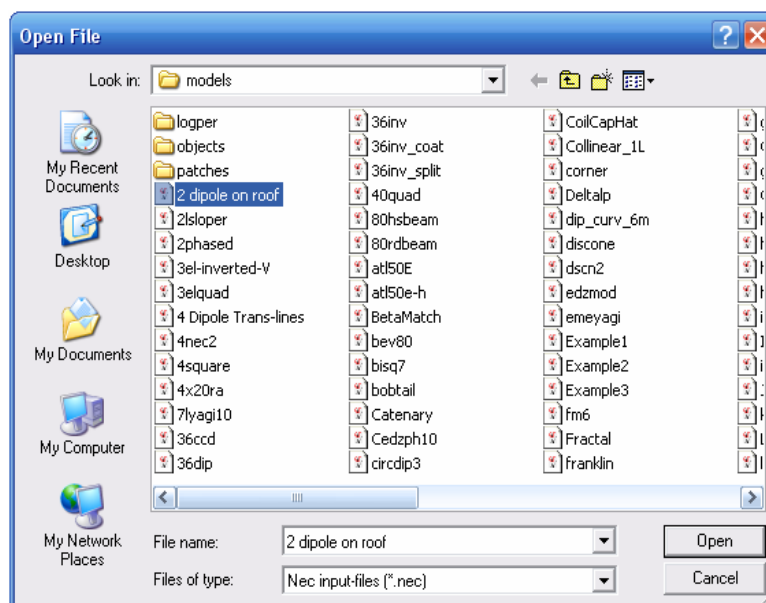 Open File
Look in: models
My Recent Documents
Desktop
My Documents
My Computer
My Network Places
logper
objects
patches
2 dipole on roof
2lsloper
2phased
3el-inverted-V
3elquad
4 Dipole Trans-lines
4nec2
4square
4x20ra
7lyagi10
36ccd
36dip
36inv
36inv_coat
36inv_split
40quad
80hsbeam
80rdbeam
atl50E
atl50e-h
BetaMatch
bev80
bisq7
bobtail
Catenary
Cedzph10
circdip3
CoilCapHat
Collinear_1L
corner
Deltalp
dip_curv_6m
discone
dscn2
edzmod
emeyagi
Example1
Example2
Example3
fm6
Fractal
franklin
File name: 2 dipole on roof Open
Files of type: Nec input-files (*.nec) Cancel